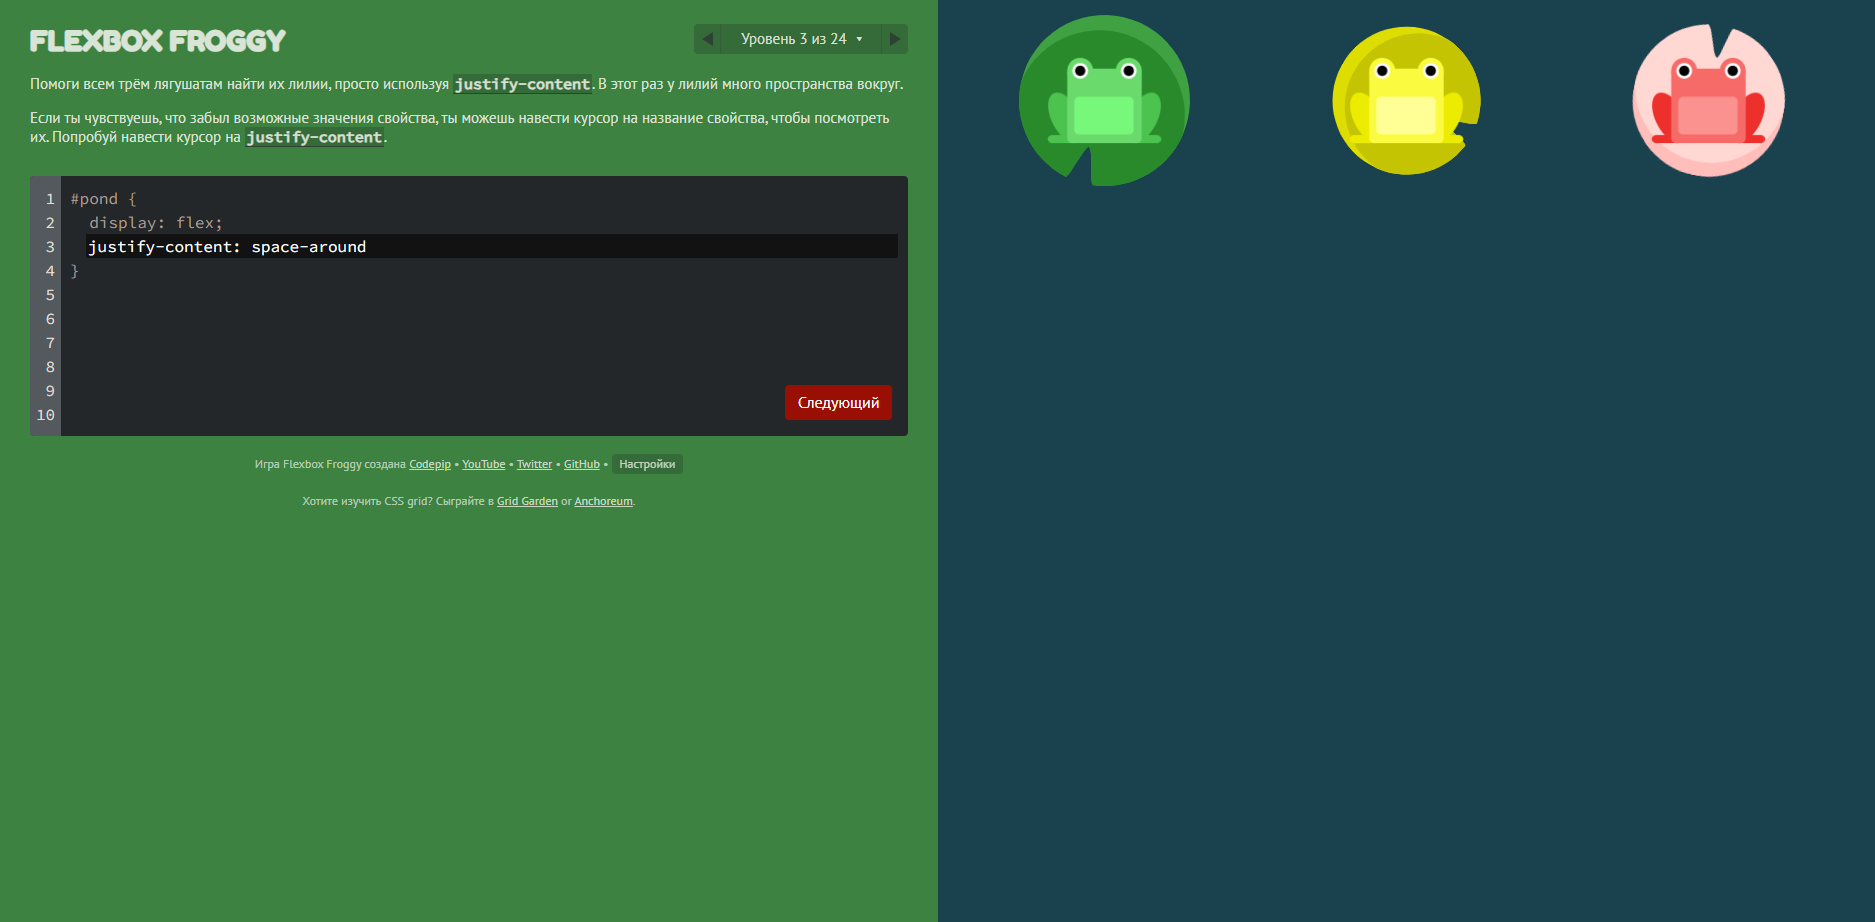 FLEXBOX FROGGY
Уровень 3 из 24
Помоги всем трём лягушатам найти их лилии, просто используя justify-content. В этот раз у лилий много пространства вокруг.
Если ты чувствуешь, что забыл возможные значения свойства, ты можешь навести курсор на название свойства, чтобы посмотреть
их. Попробуй навести курсор на justify-content.
1 #pond {
2 display: flex;
3 justify-content: space-around
4 }
5
6
7
8
9
10
Следующий
Игра Flexbox Froggy создана Codepip • YouTube • Twitter • GitHub • Настройки
Хотите изучить CSS grid? Сыграйте в Grid Garden or Anchoreum.